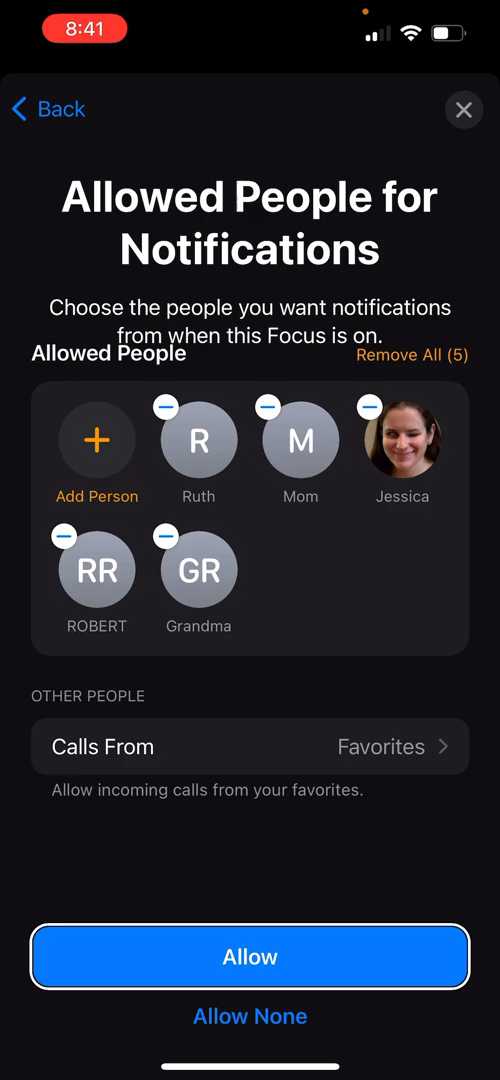 8:41
Back
Allowed People for
Notifications
Choose the people you want notifications
from when this Focus is on.
Allowed People
Remove All (5)
R
M
Add Person
Ruth
Mom
Jessica
RR
GR
ROBERT
Grandma
OTHER PEOPLE
Calls From
Favorites
Allow incoming calls from your favorites.
Allow
Allow None